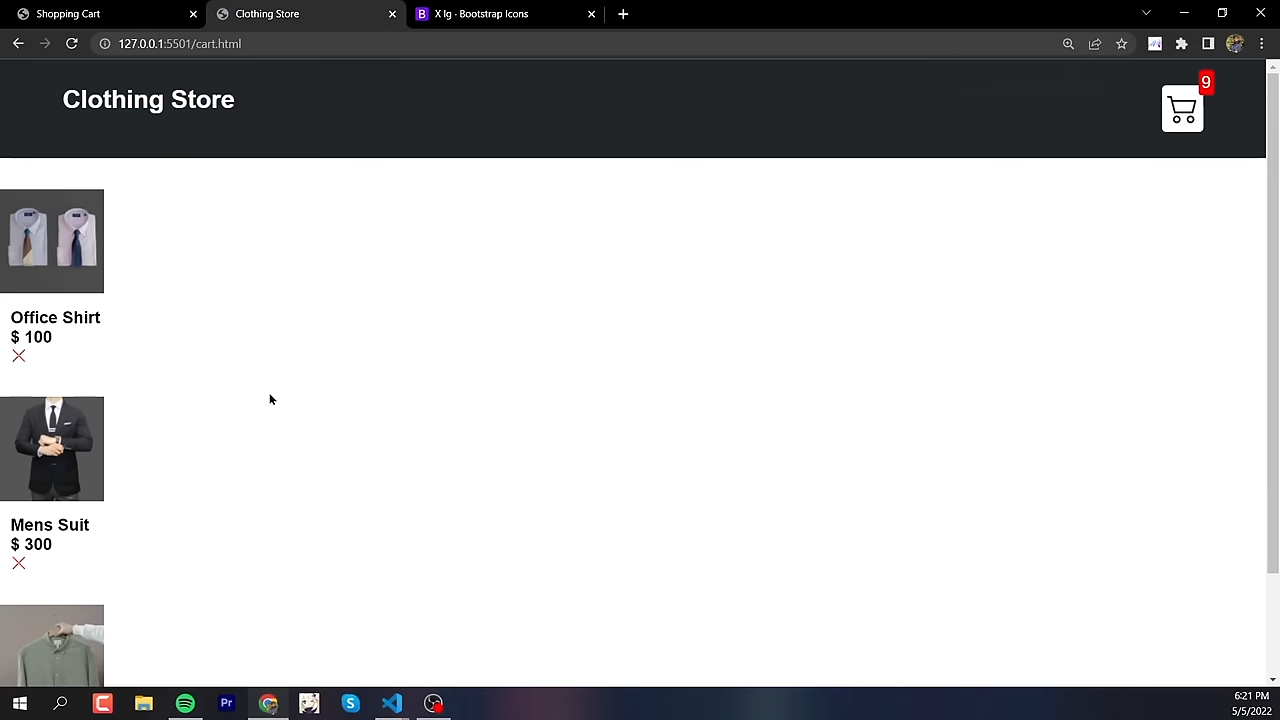 Shopping Cart
Clothing Store
X lg · Bootstrap Icons
127.0.0.1:5501/cart.html
Clothing Store
9
Office Shirt
$ 100
Mens Suit
$ 300
6:21 PM
5/5/2022